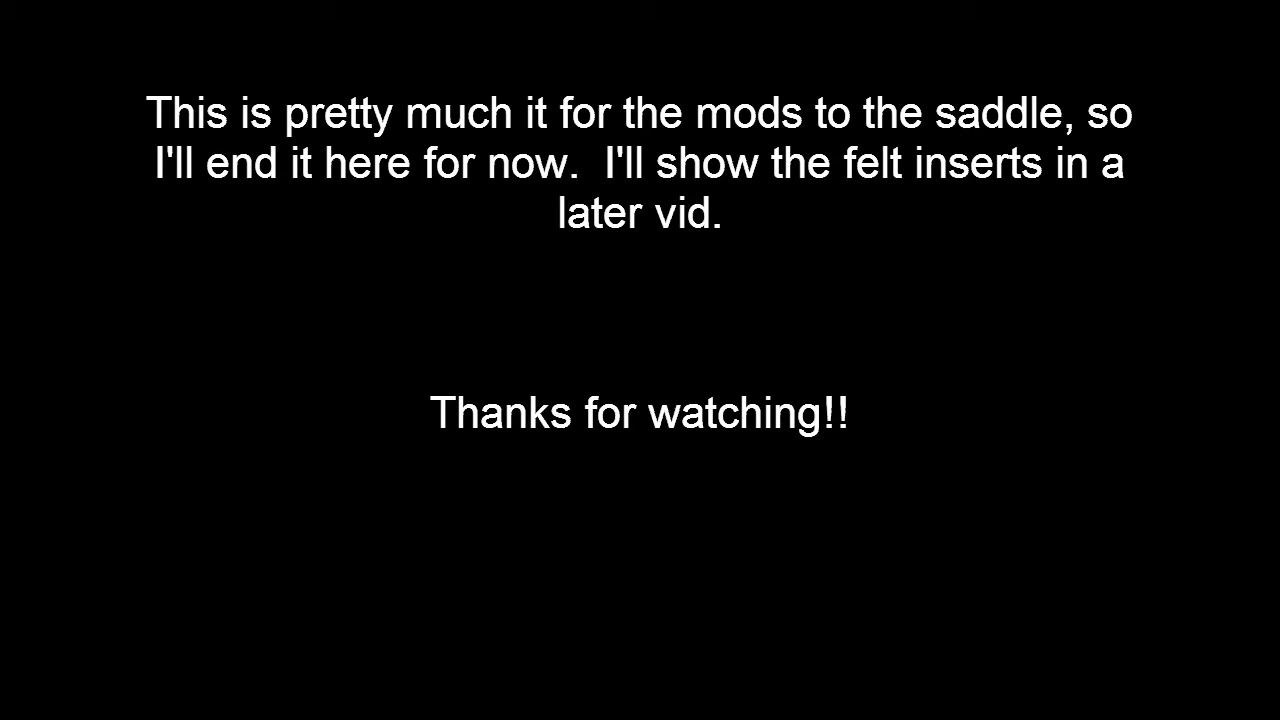 This is pretty much it for the mods to the saddle, so
I'll end it here for now.  I'll show the felt inserts in a
later vid.
Thanks for watching!!